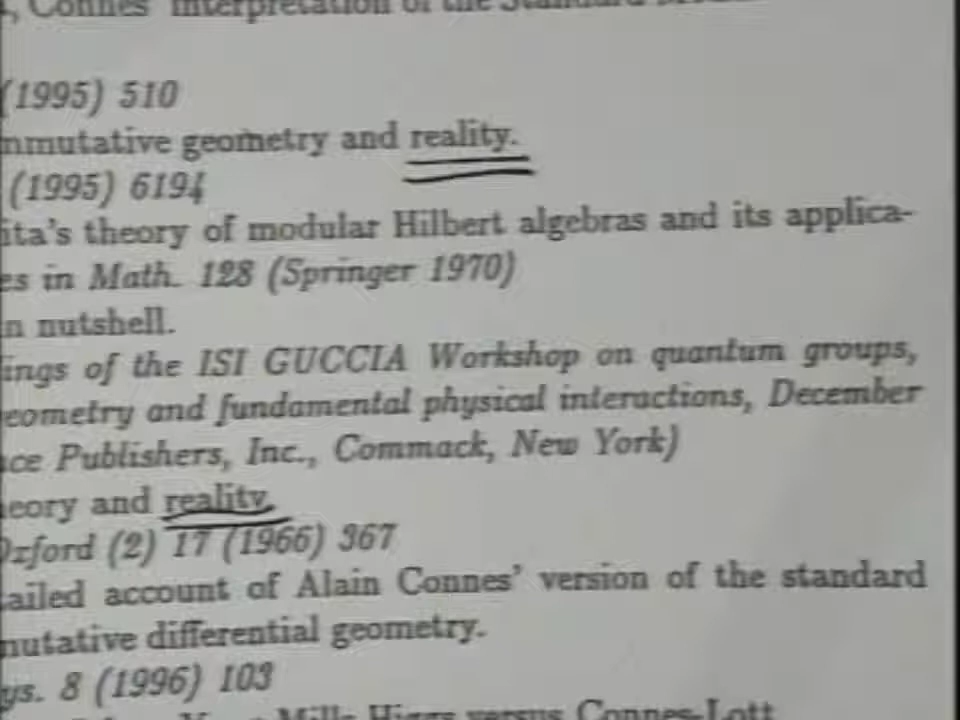 Connes' Interpretation of the Standard
(1995) 510
nmutative geometry and reality.
(1995) 6194
ita's theory of modular Hilbert algebras and its applica-
es in Math. 128 (Springer 1970)
n nutshell.
ings of the ISI GUCCIA Workshop on quantum groups,
eometry and fundamental physical interactions, December
ce Publishers, Inc., Commack, New York)
eory and reality.
Oxford (2) 17 (1966) 367
ailed account of Alain Connes' version of the standard
mutative differential geometry.
ys. 8 (1996) 103
Mills Higgs versus Connes-Lott